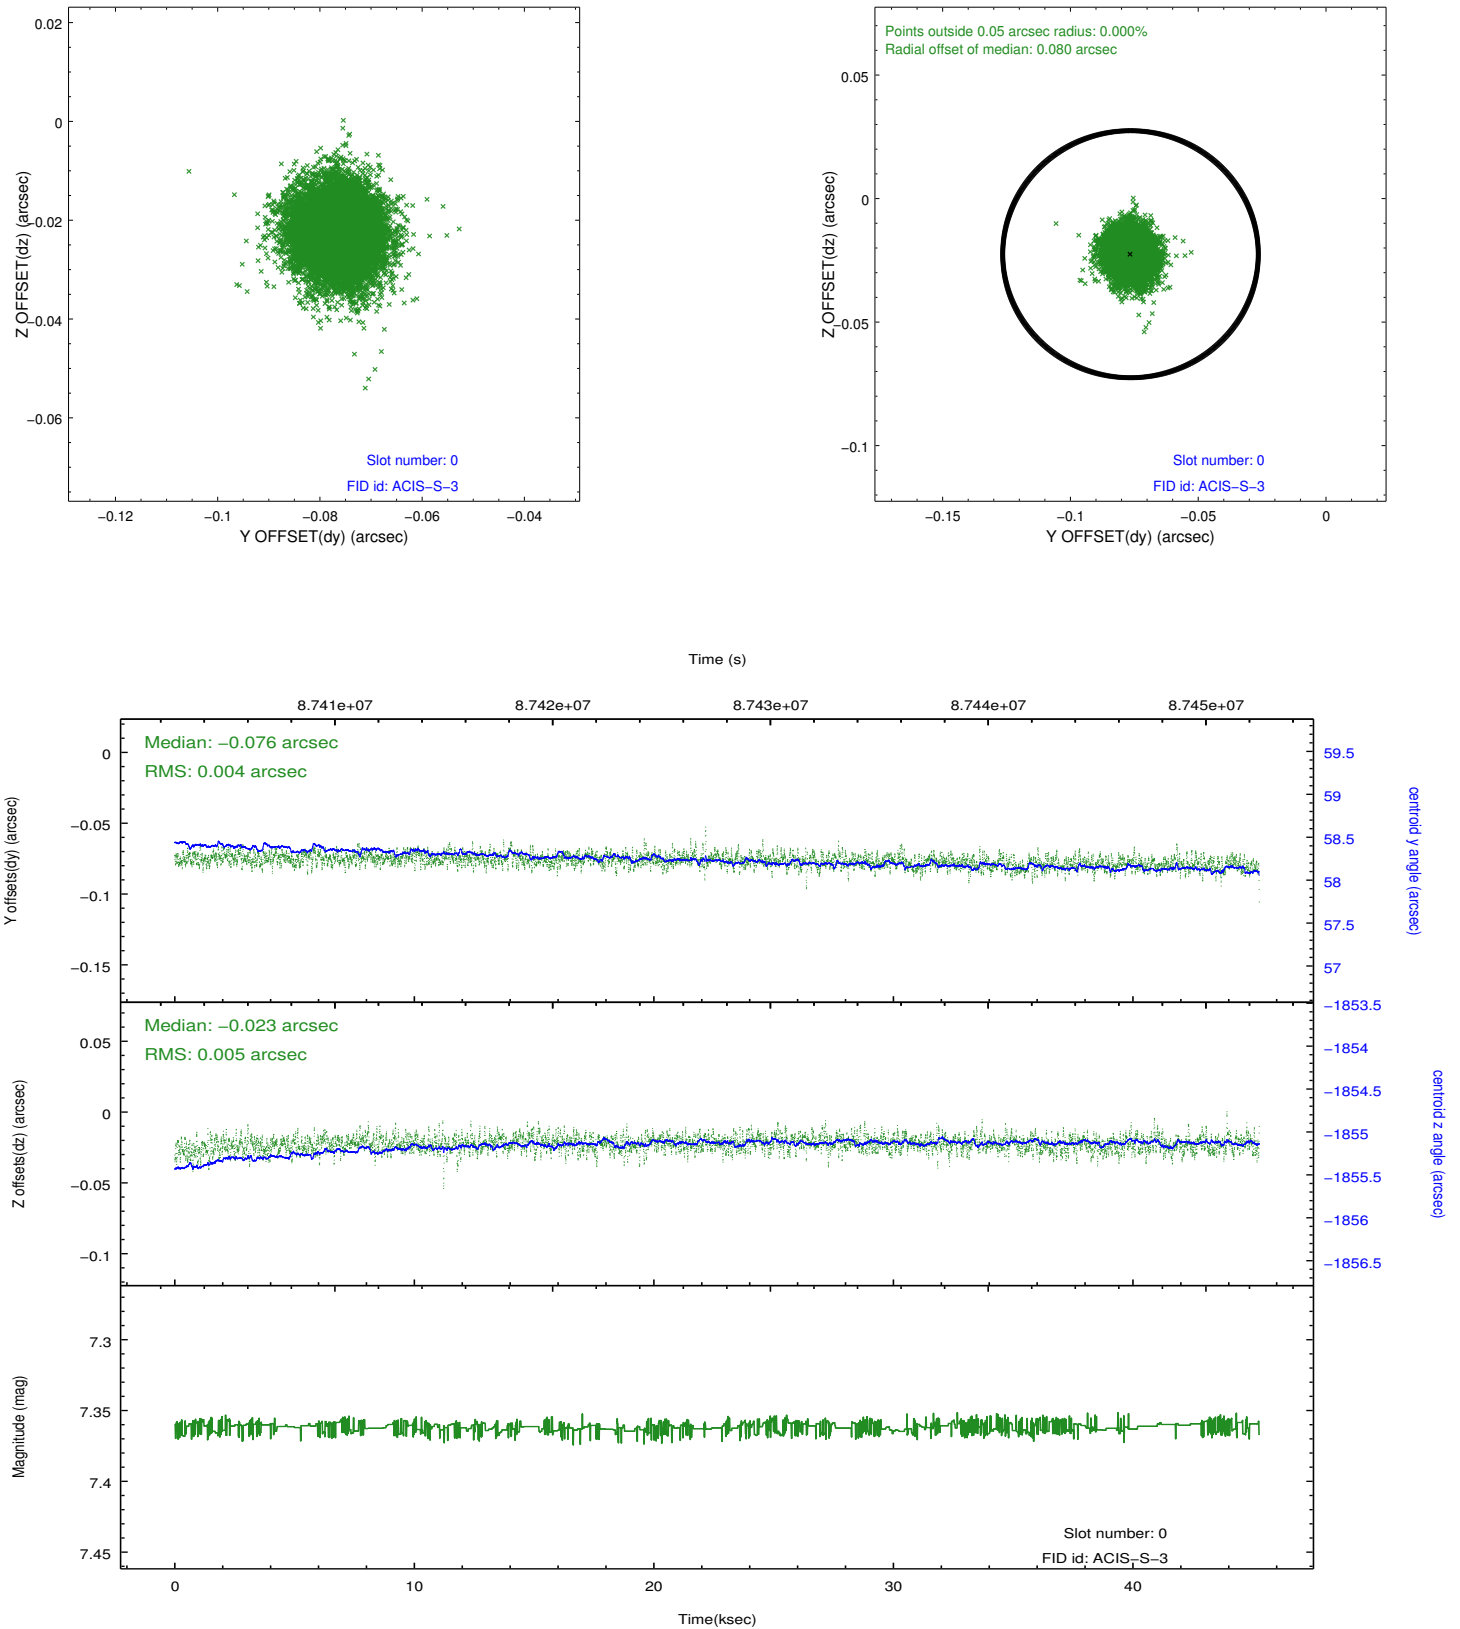 0.02
0
−0.02
−0.04
−0.06
Z OFFSET(dz) (arcsec)
Slot number: 0
FID id: ACIS−S−3
−0.12
−0.1
−0.08
−0.06
−0.04
Y OFFSET(dy) (arcsec)
Points outside 0.05 arcsec radius: 0.000%
Radial offset of median: 0.080 arcsec
0.05
0
−0.05
−0.1
Z OFFSET(dz) (arcsec)
Slot number: 0
FID id: ACIS−S−3
−0.15
−0.1
−0.05
0
Y OFFSET(dy) (arcsec)
Time (s)
8.741e+07
8.742e+07
8.743e+07
8.744e+07
8.745e+07
Median: −0.076 arcsec
RMS: 0.004 arcsec
0
−0.05
−0.1
−0.15
Y offsets(dy) (arcsec)
59.5
59
58.5
58
57.5
57
centroid y angle (arcsec)
Median: −0.023 arcsec
RMS: 0.005 arcsec
0.05
0
−0.05
−0.1
Z offsets(dz) (arcsec)
−1853.5
−1854
−1854.5
−1855
−1855.5
−1856
−1856.5
centroid z angle (arcsec)
7.3
7.35
7.4
7.45
Magnitude (mag)
Slot number: 0
FID id: ACIS−S−3
0
10
20
30
40
Time(ksec)